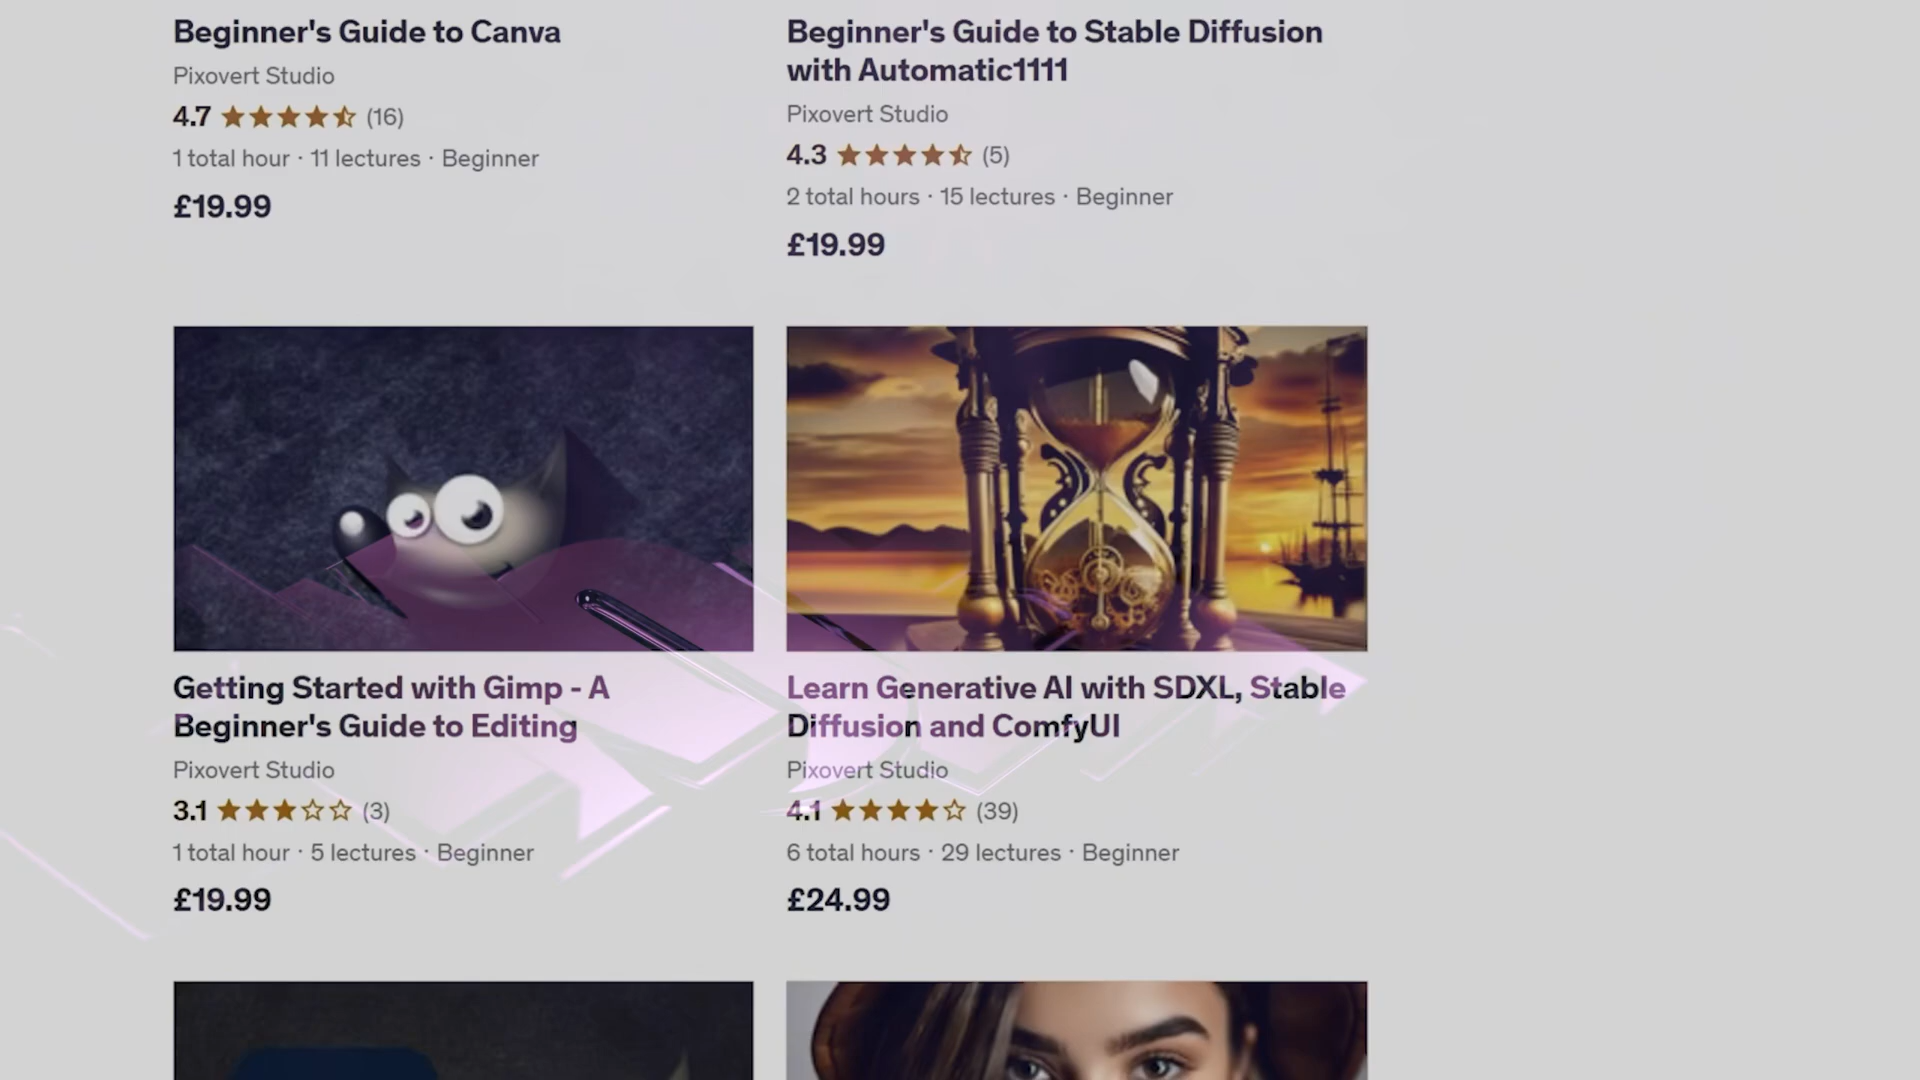 Beginner's Guide to Canva
Pixovert Studio
4.7 (16)
1 total hour · 11 lectures · Beginner
£19.99
Beginner's Guide to Stable Diffusion
with Automatic1111
Pixovert Studio
4.3 (5)
2 total hours · 15 lectures · Beginner
£19.99
Getting Started with Gimp - A
Beginner's Guide to Editing
Pixovert Studio
3.1 (3)
1 total hour · 5 lectures · Beginner
£19.99
Learn Generative AI with SDXL, Stable
Diffusion and ComfyUI
Pixovert Studio
4.1 (39)
6 total hours · 29 lectures · Beginner
£24.99